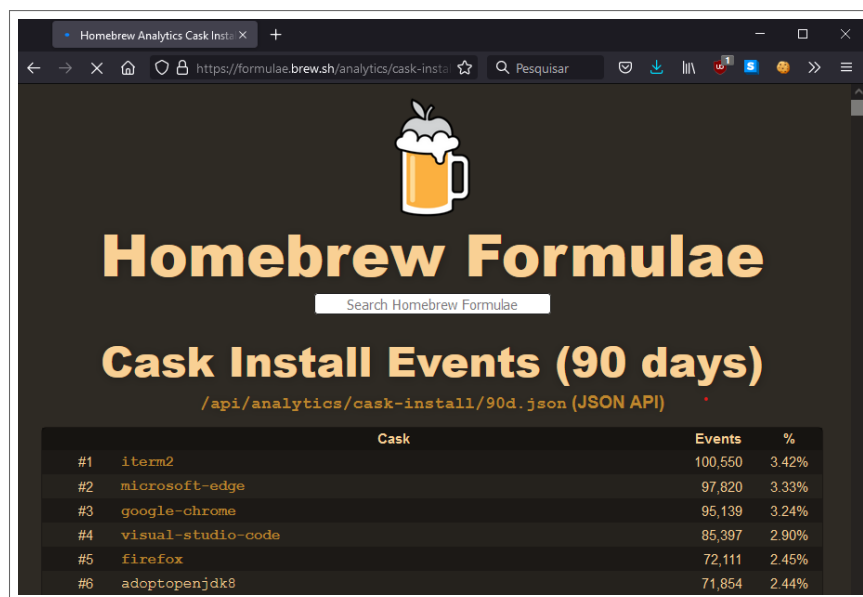 Homebrew Analytics Cask Insta
https://formulae.brew.sh/analytics/cask-instal
Pesquisar
1
S
Homebrew Formulae
Search Homebrew Formulae
Cask Install Events (90 days)
/api/analytics/cask-install/90d.json (JSON API)
Cask Events %
#1 iterm2 100,550 3.42%
#2 microsoft-edge 97,820 3.33%
#3 google-chrome 95,139 3.24%
#4 visual-studio-code 85,397 2.90%
#5 firefox 72,111 2.45%
#6 adoptopenjdk8 71,854 2.44%